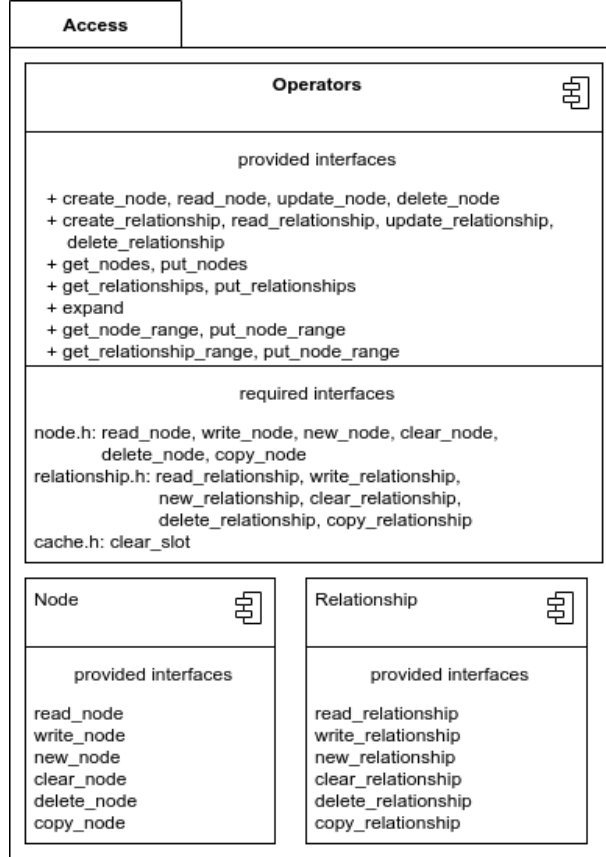 Access
Operators
provided interfaces
+ create_node, read_node, update_node, delete_node
+ create_relationship, read_relationship, update_relationship,
delete_relationship
+ get_nodes, put_nodes
+ get_relationships, put_relationships
+ expand
+ get_node_range, put_node_range
+ get_relationship_range, put_node_range
required interfaces
node.h: read_node, write_node, new_node, clear_node,
delete_node, copy_node
relationship.h: read_relationship, write_relationship,
new_relationship, clear_relationship,
delete_relationship, copy_relationship
cache.h: clear_slot
Node
provided interfaces
read_node
write_node
new_node
clear_node
delete_node
copy_node
Relationship
provided interfaces
read_relationship
write_relationship
new_relationship
clear_relationship
delete_relationship
copy_relationship